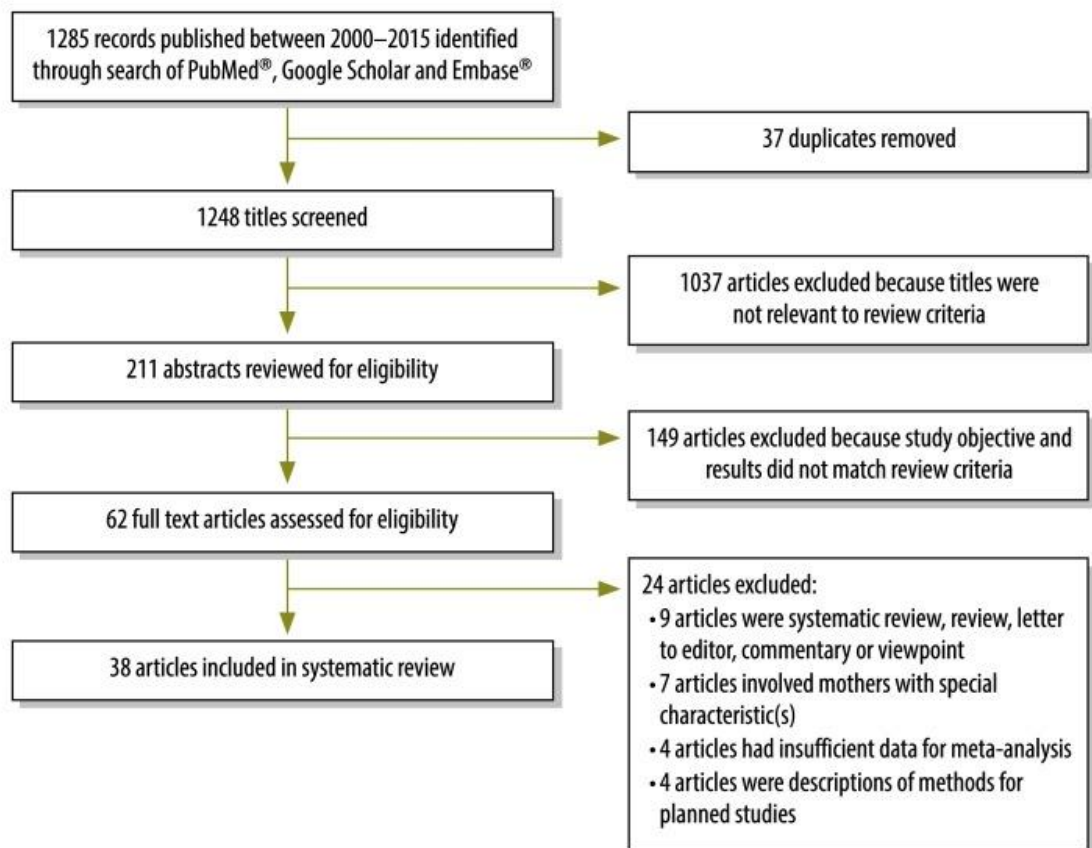 1285 records published between 2000–2015 identified
through search of PubMed®, Google Scholar and Embase®
37 duplicates removed
1248 titles screened
1037 articles excluded because titles were
not relevant to review criteria
211 abstracts reviewed for eligibility
149 articles excluded because study objective and
results did not match review criteria
62 full text articles assessed for eligibility
24 articles excluded:
• 9 articles were systematic review, review, letter
to editor, commentary or viewpoint
• 7 articles involved mothers with special
characteristic(s)
• 4 articles had insufficient data for meta-analysis
• 4 articles were descriptions of methods for
planned studies
38 articles included in systematic review